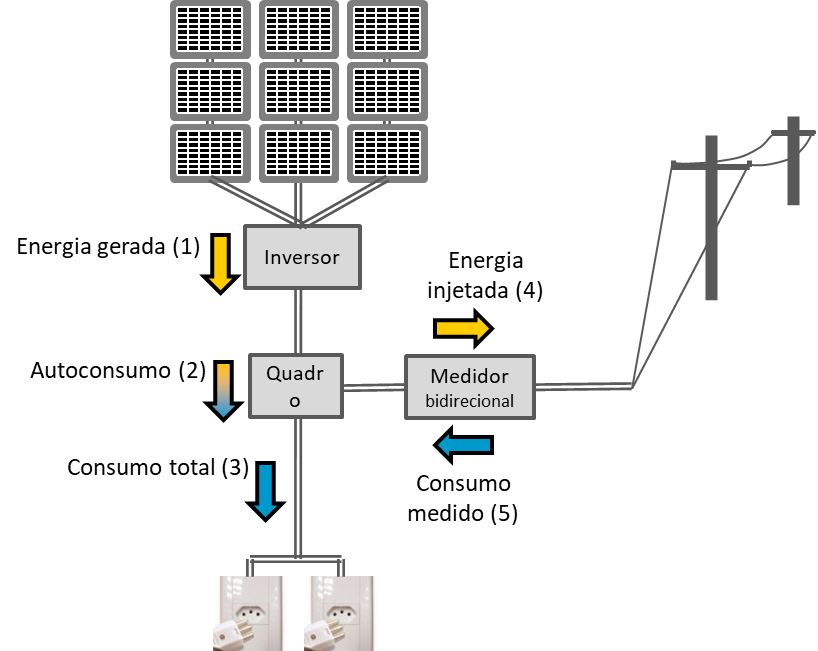 Energia gerada (1)
Inversor
Energia
injetada (4)
Autoconsumo (2)
Quadr
o
Medidor
bidirecional
Consumo total (3)
Consumo
medido (5)